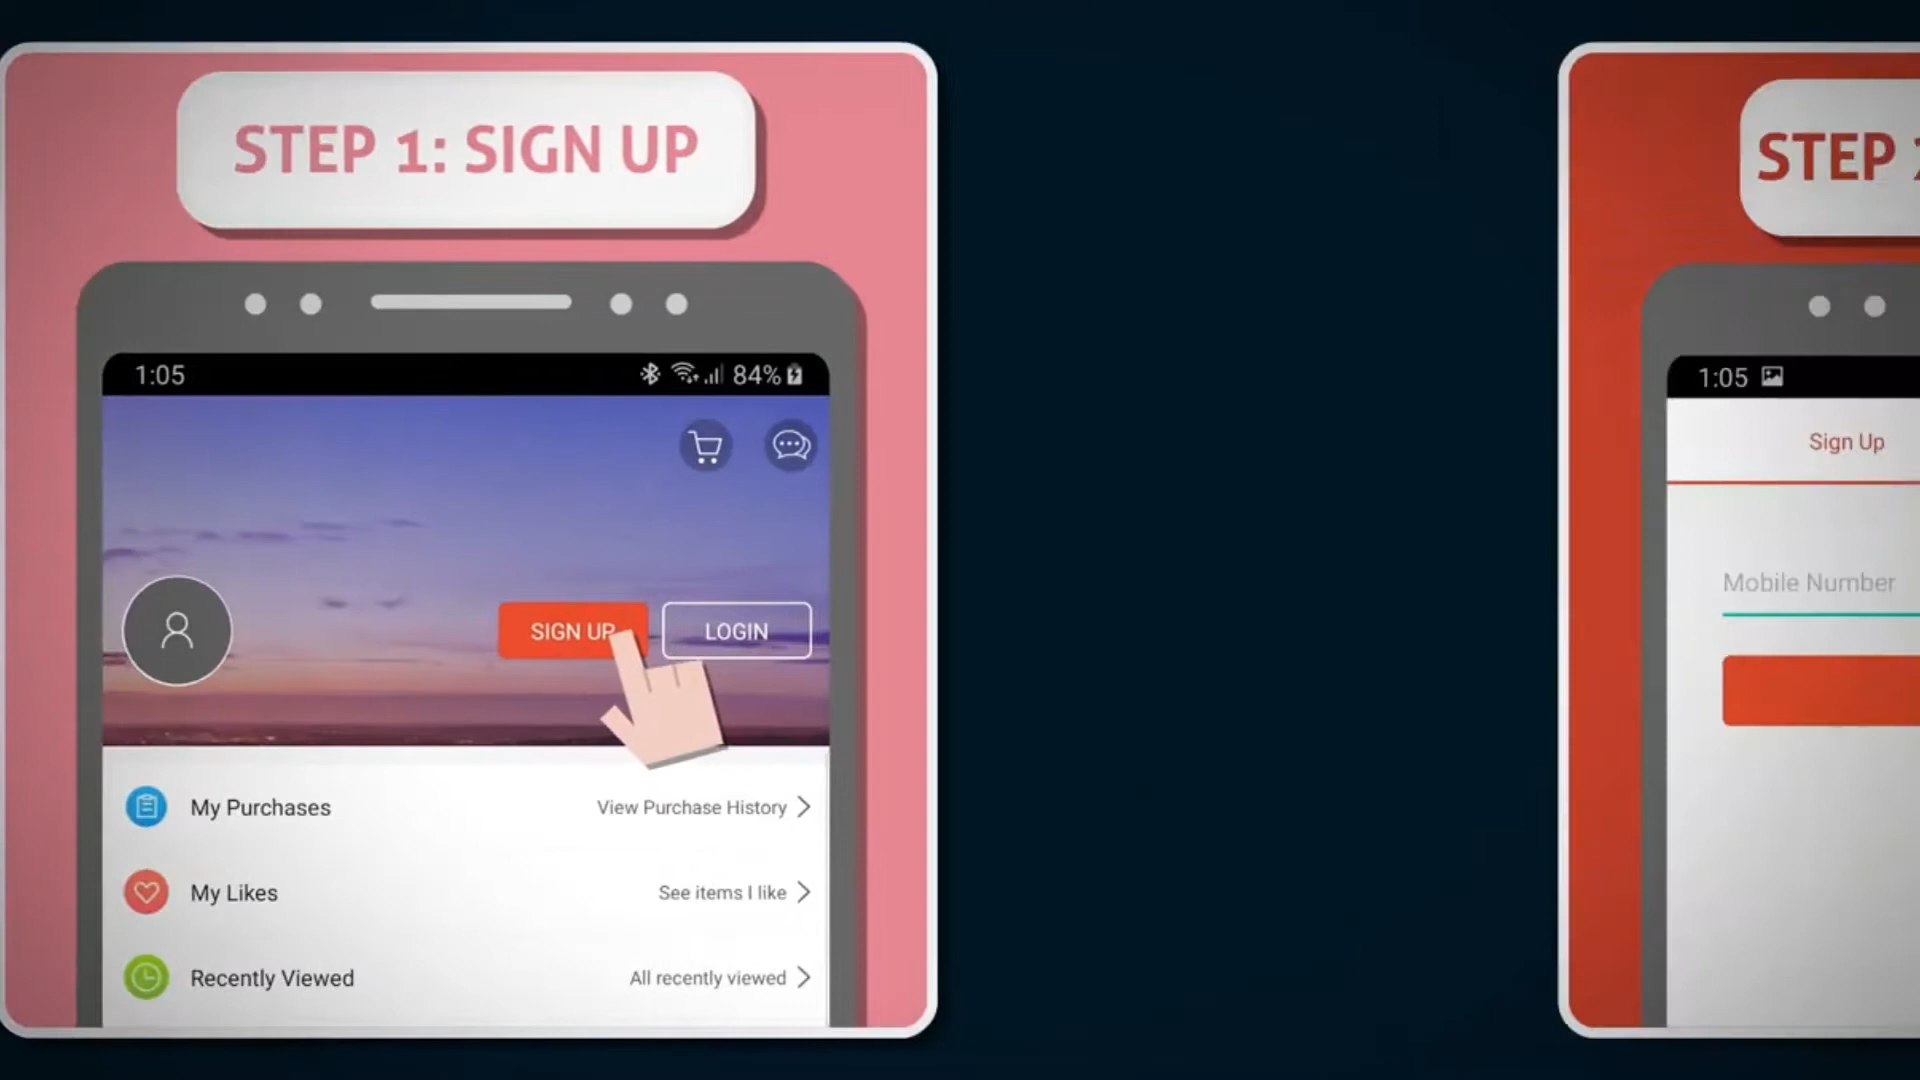 STEP 1: SIGN UP
1:05
84%
SIGN UP
LOGIN
My Purchases
View Purchase History
My Likes
See items I like
Recently Viewed
All recently viewed
STEP
1:05
Sign Up
Mobile Number